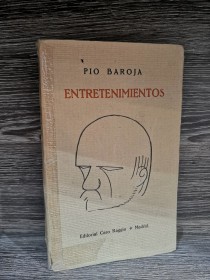 PIO BAROJA
ENTRETENIMIENTOS
Editorial Caro Raggio * Madrid